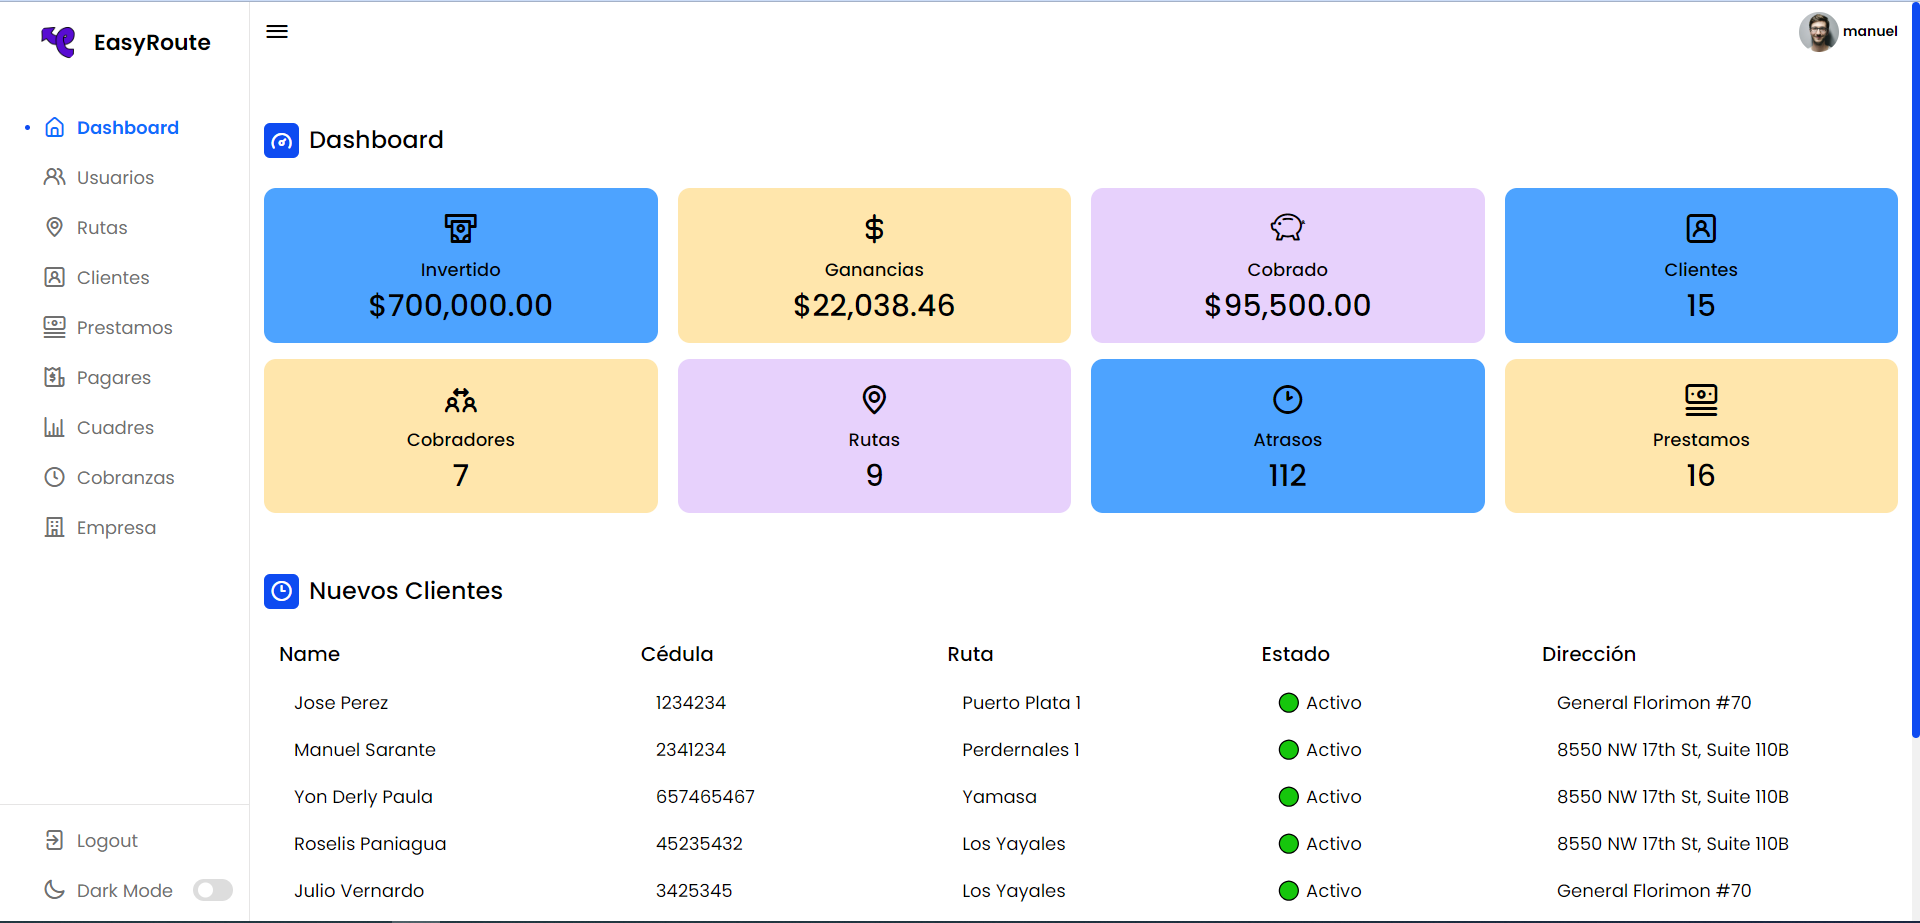 EasyRoute
manuel
Dashboard
Usuarios
Rutas
Clientes
Prestamos
Pagares
Cuadres
Cobranzas
Empresa
Logout
Dark Mode
Dashboard
Invertido
$700,000.00
Ganancias
$22,038.46
Cobrado
$95,500.00
Clientes
15
Cobradores
7
Rutas
9
Atrasos
112
Prestamos
16
Nuevos Clientes
Name Cédula Ruta Estado Dirección
Jose Perez 1234234 Puerto Plata 1 Activo General Florimon #70
Manuel Sarante 2341234 Perdernales 1 Activo 8550 NW 17th St, Suite 110B
Yon Derly Paula 657465467 Yamasa Activo 8550 NW 17th St, Suite 110B
Roselis Paniagua 45235432 Los Yayales Activo 8550 NW 17th St, Suite 110B
Julio Vernardo 3425345 Los Yayales Activo General Florimon #70